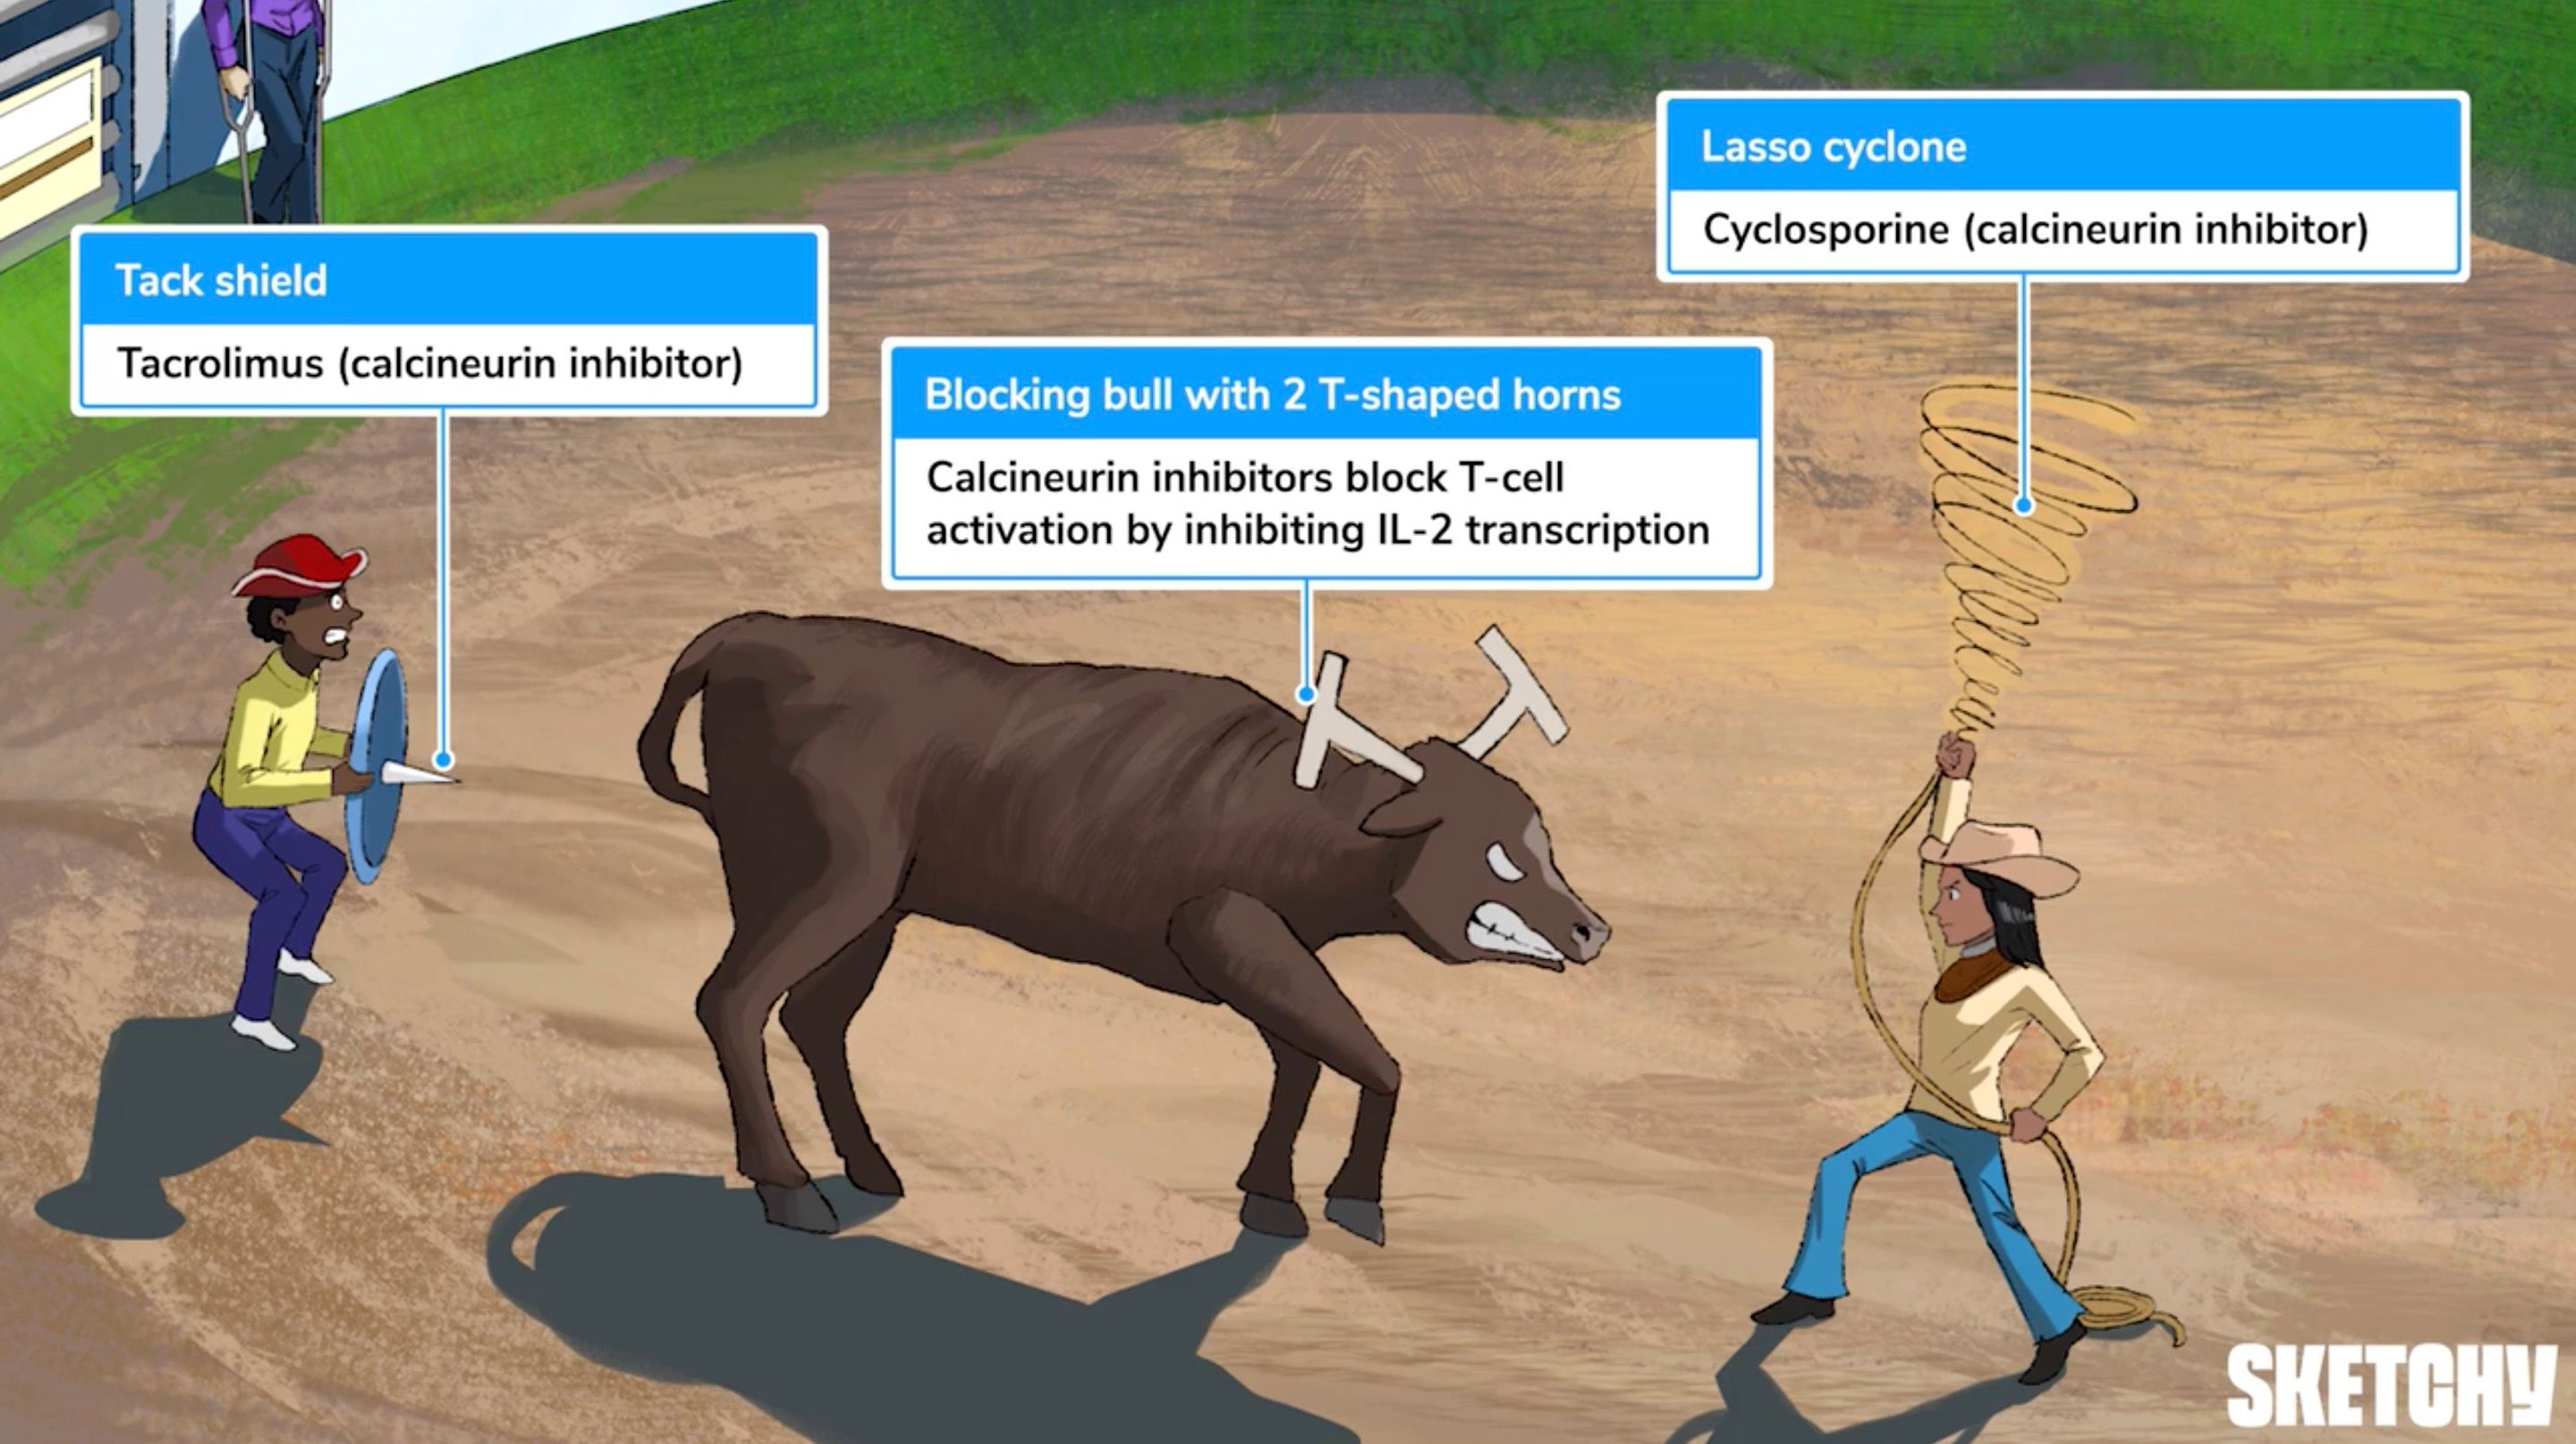 Lasso cyclone
Cyclosporine (calcineurin inhibitor)
Tack shield
Tacrolimus (calcineurin inhibitor)
Blocking bull with 2 T-shaped horns
Calcineurin inhibitors block T-cell
activation by inhibiting IL-2 transcription
SKETCHY